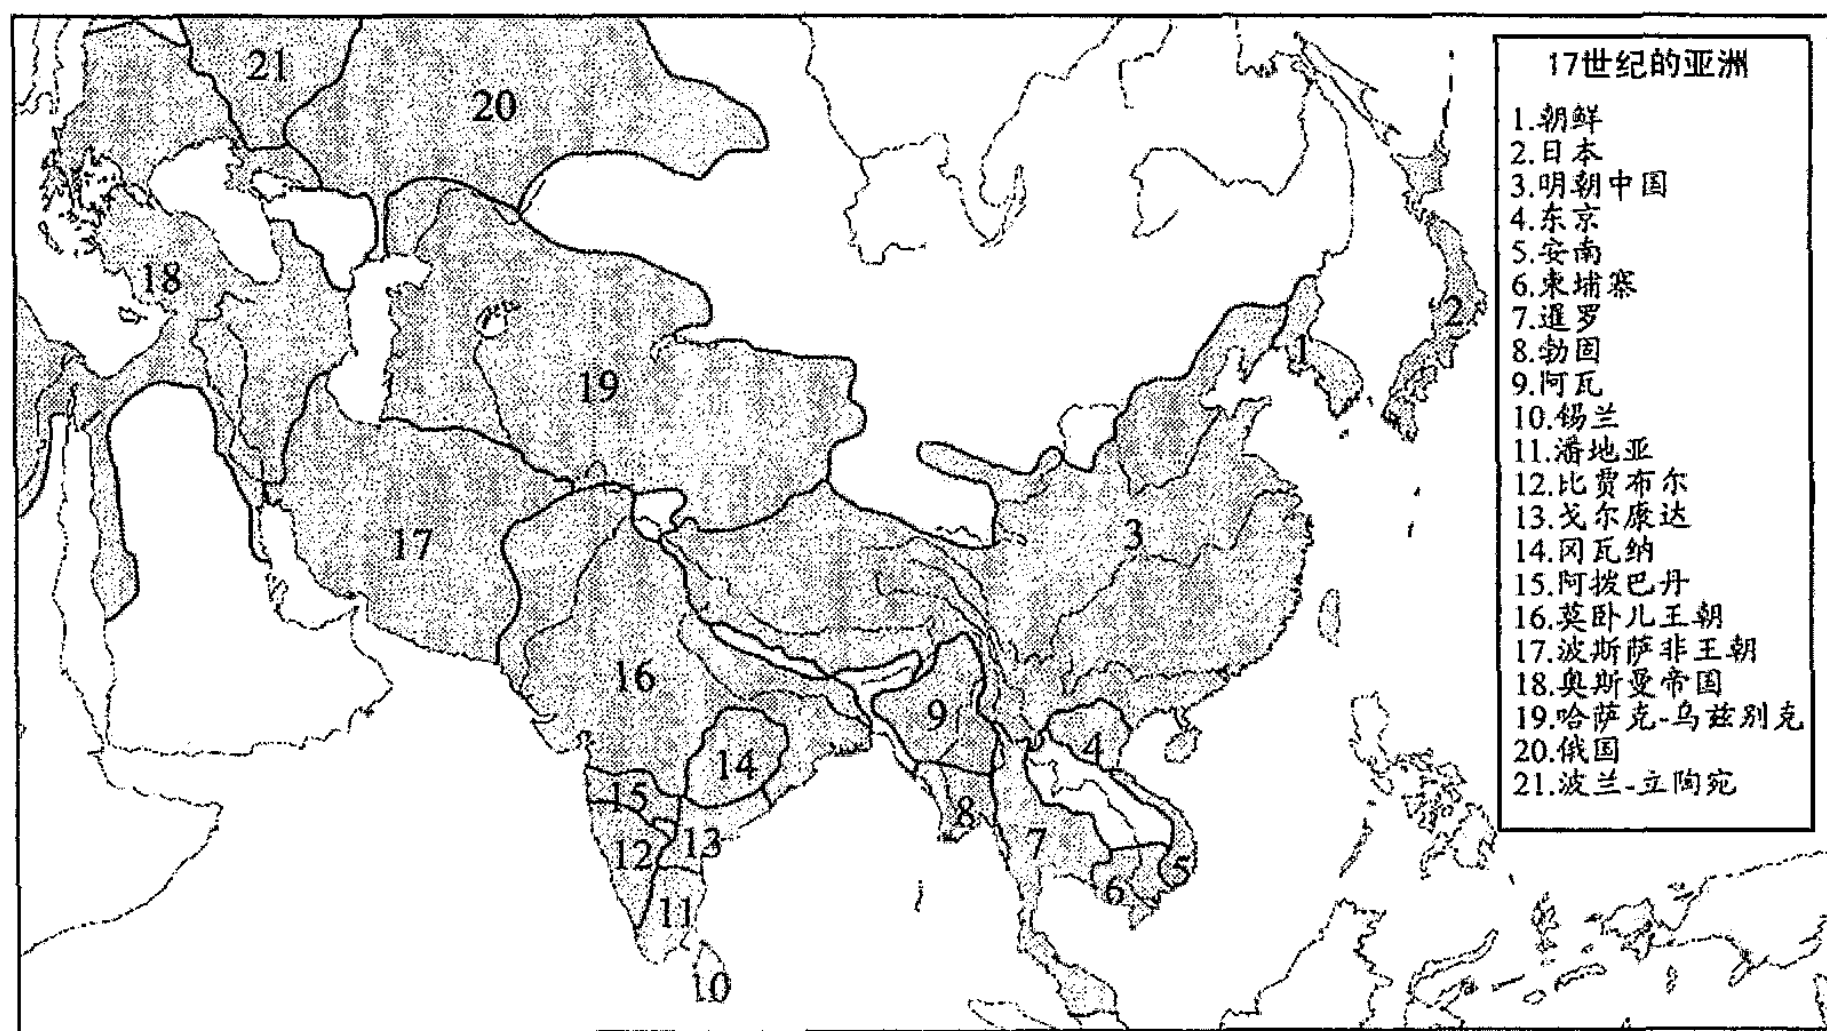 17世纪的亚洲
1.朝鲜
2.日本
3.明朝中国
4.东京
5.安南
6.柬埔寨
7.暹罗
8.勃固
9.阿瓦
10.锡兰
11.潘地亚
12.比贾布尔
13.戈尔康达
14.冈瓦纳
15.阿拨巴丹
16.莫卧儿王朝
17.波斯萨非王朝
18.奥斯曼帝国
19.哈萨克-乌兹别克
20.俄国
21.波兰-立陶宛
21
20
18
2
1
19
3
17
16
9
4
14
15
8
13
7
12
5
6
11
10